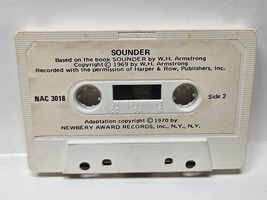 SOUNDER
Based on the book SOUNDER by W.H. Armstrong
Copyright © 1969 by W.H. Armstrong
Recorded with the permission of Harper & Row, Publishers, Inc.
NAC 3018
Side 2
Adaptation copyright © 1970 by
NEWBERY AWARD RECORDS, Inc., N.Y., N.Y.